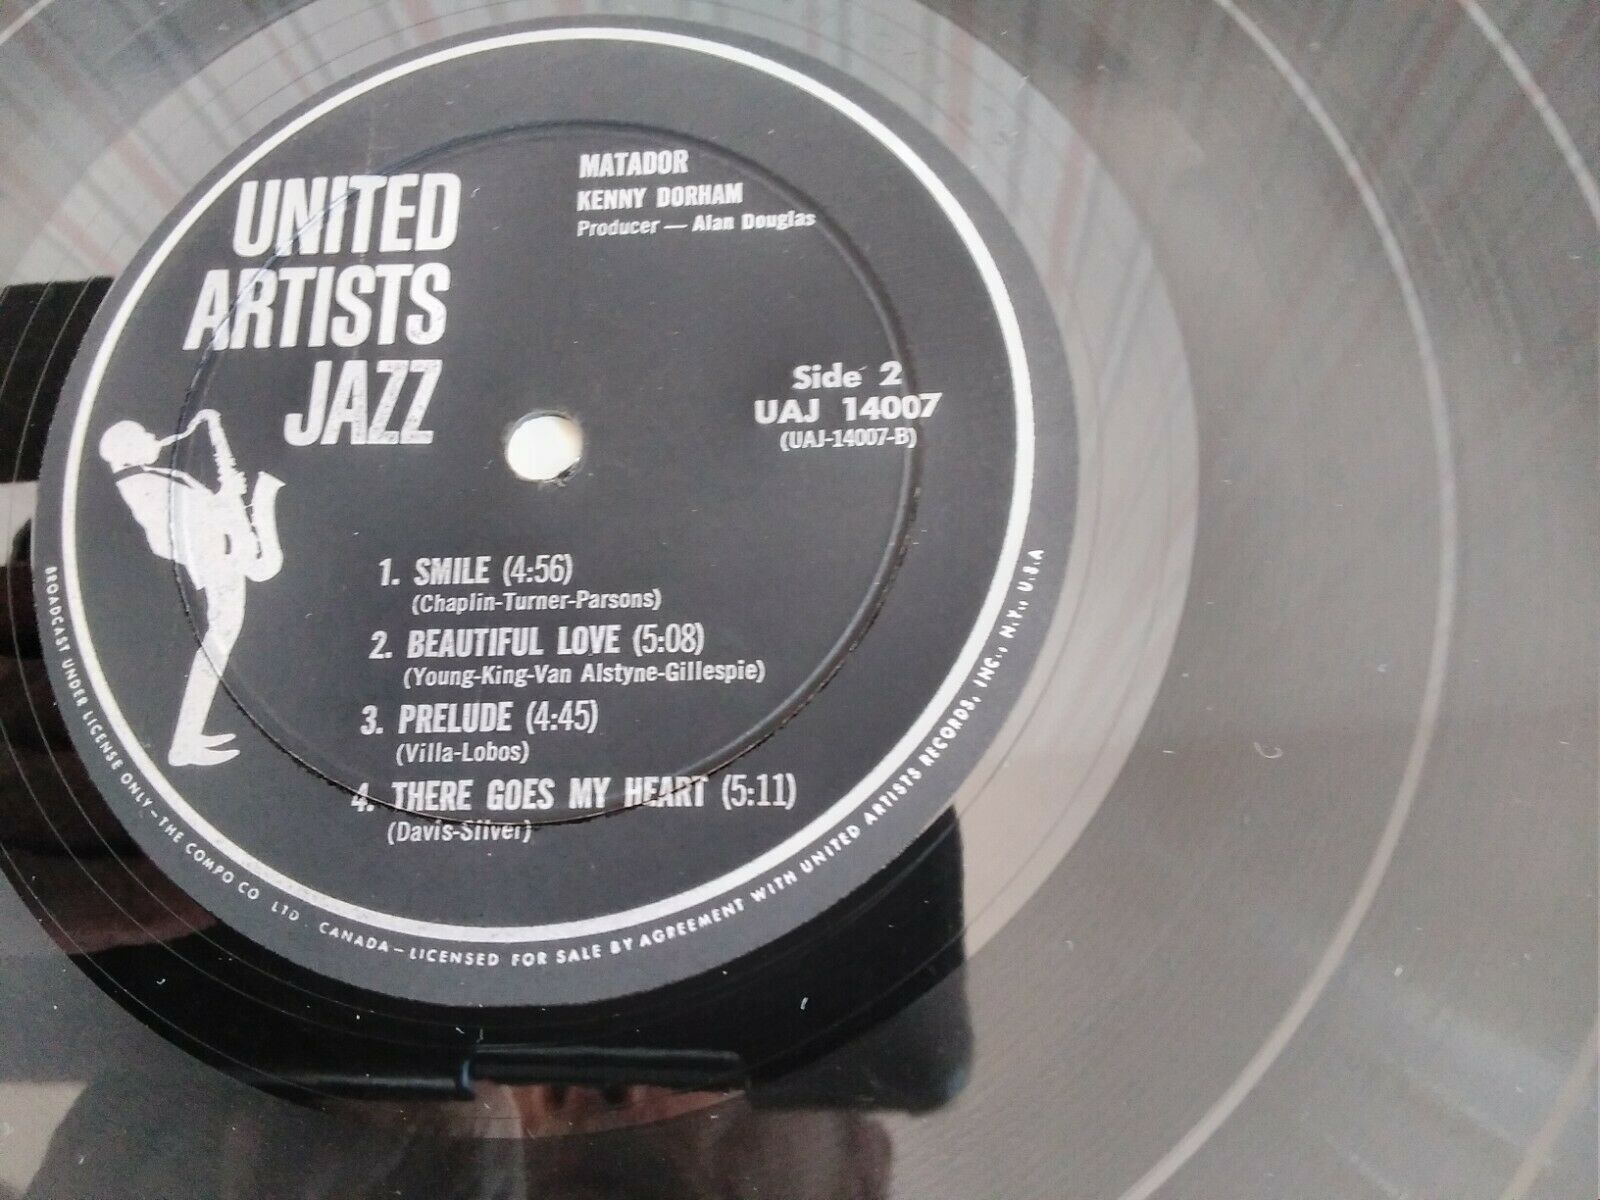 UNITED
ARTISTS
JAZZ
MATADOR
KENNY DORHAM
Producer — Alan Douglas
Side 2
UAJ 14007
(UAJ-14007-B)
1. SMILE (4:56)
(Chaplin-Turner-Parsons)
2. BEAUTIFUL LOVE (5:08)
(Young-King-Van Alstyne-Gillespie)
3. PRELUDE (4:45)
(Villa-Lobos)
4. THERE GOES MY HEART (5:11)
(Davis-Silver)
BROADCAST UNDER LICENSE ONLY – THE COMPO CO LTD. CANADA – LICENSED FOR SALE BY AGREEMENT WITH UNITED ARTISTS RECORDS, INC., N.Y., U.S.A